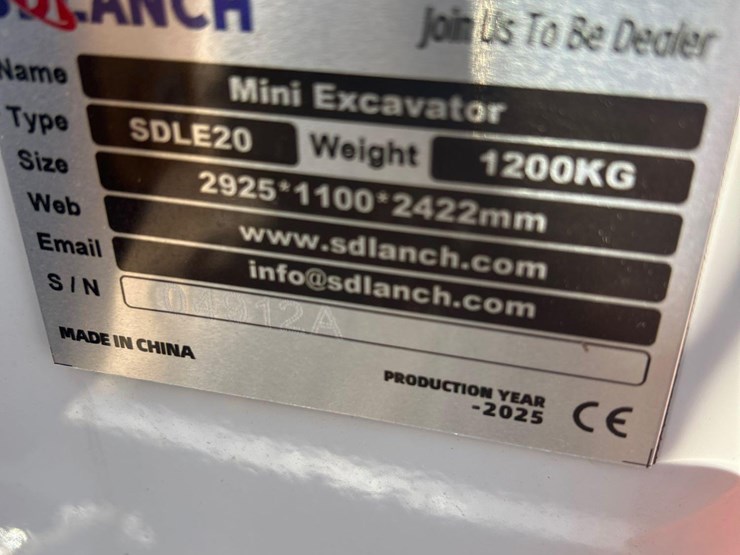 SDLANCH
Join Us To Be Dealer
Name Mini Excavator
Type SDLE20 Weight 1200KG
Size 2925*1100*2422mm
Web www.sdlanch.com
Email info@sdlanch.com
S/N
MADE IN CHINA
PRODUCTION YEAR
-2025 CE